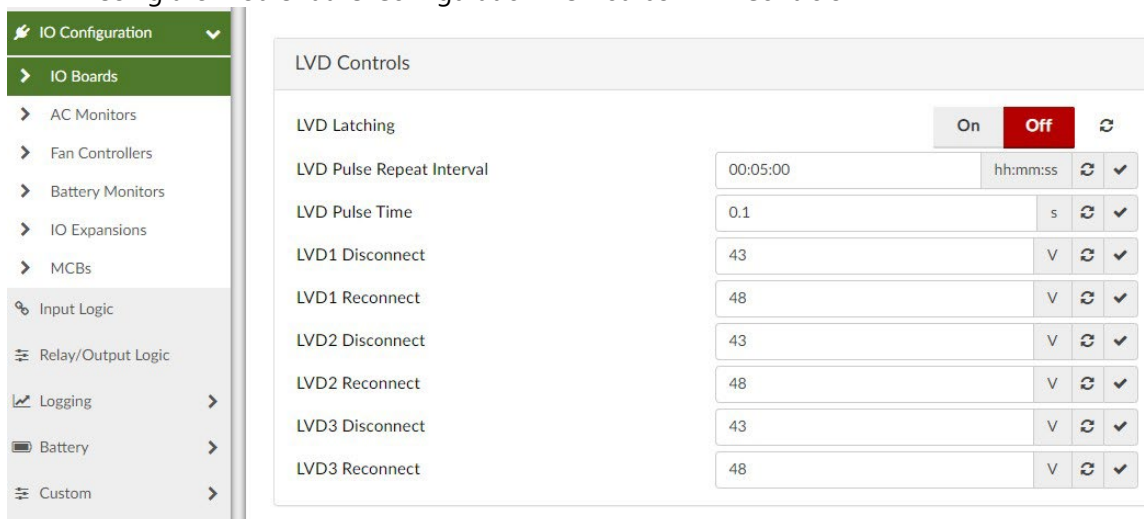 IO Configuration
IO Boards
AC Monitors
Fan Controllers
Battery Monitors
IO Expansions
MCBs
Input Logic
Relay/Output Logic
Logging
Battery
Custom
LVD Controls
LVD Latching On Off
LVD Pulse Repeat Interval 00:05:00 hh:mm:ss
LVD Pulse Time 0.1 s
LVD1 Disconnect 43 V
LVD1 Reconnect 48 V
LVD2 Disconnect 43 V
LVD2 Reconnect 48 V
LVD3 Disconnect 43 V
LVD3 Reconnect 48 V